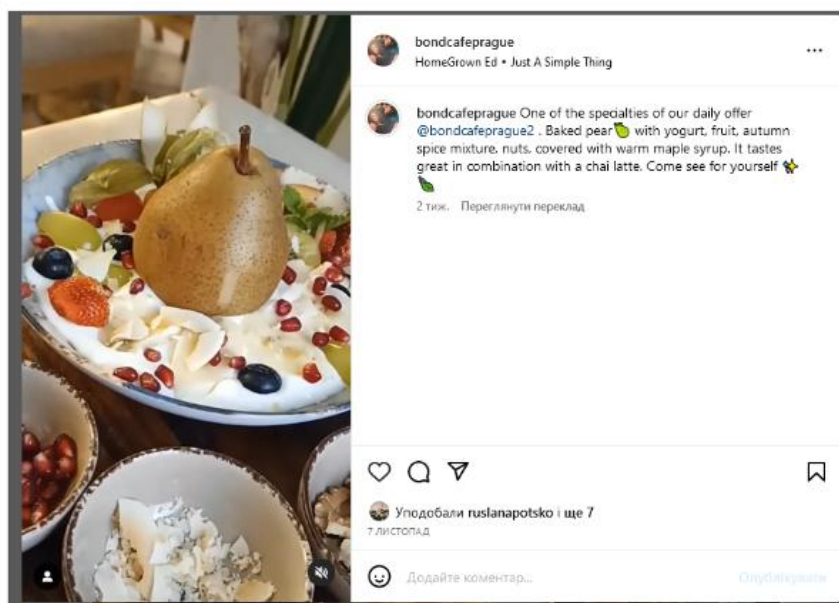 bondcafeprague
HomeGrown Ed • Just A Simple Thing
bondcafeprague One of the specialties of our daily offer
@bondcafeprague2 . Baked pear🍐 with yogurt, fruit, autumn
spice mixture, nuts, covered with warm maple syrup. It tastes
great in combination with a chai latte. Come see for yourself ✨
🍃
2 тиж. Переглянути переклад
Уподобали ruslanapotsko і ще 7
7 ЛИСТОПАД
Додайте коментар...
Опублікувати